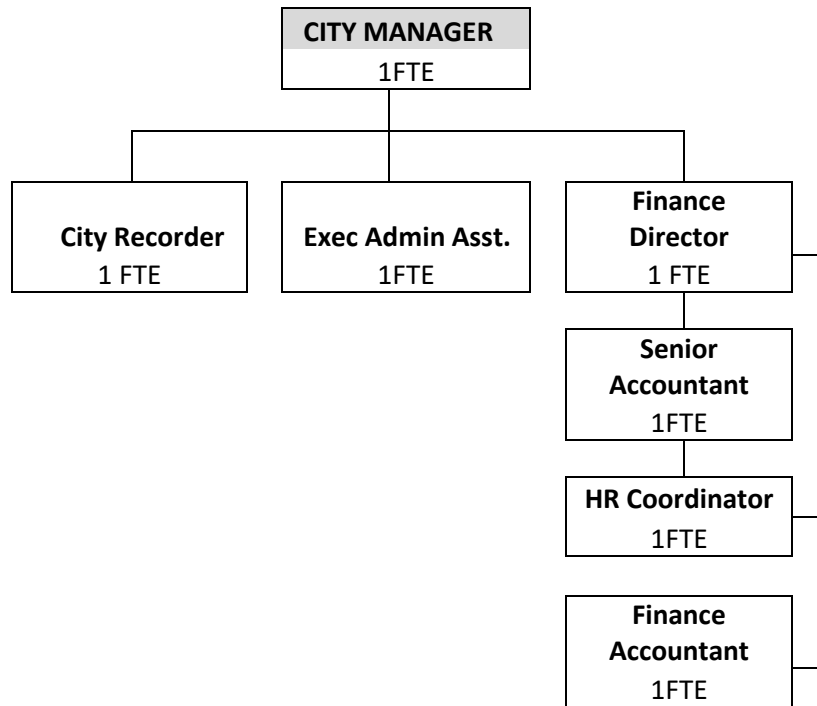 CITY MANAGER
1FTE
City Recorder
1 FTE
Exec Admin Asst.
1FTE
Finance
Director
1 FTE
Senior
Accountant
1FTE
HR Coordinator
1FTE
Finance
Accountant
1FTE